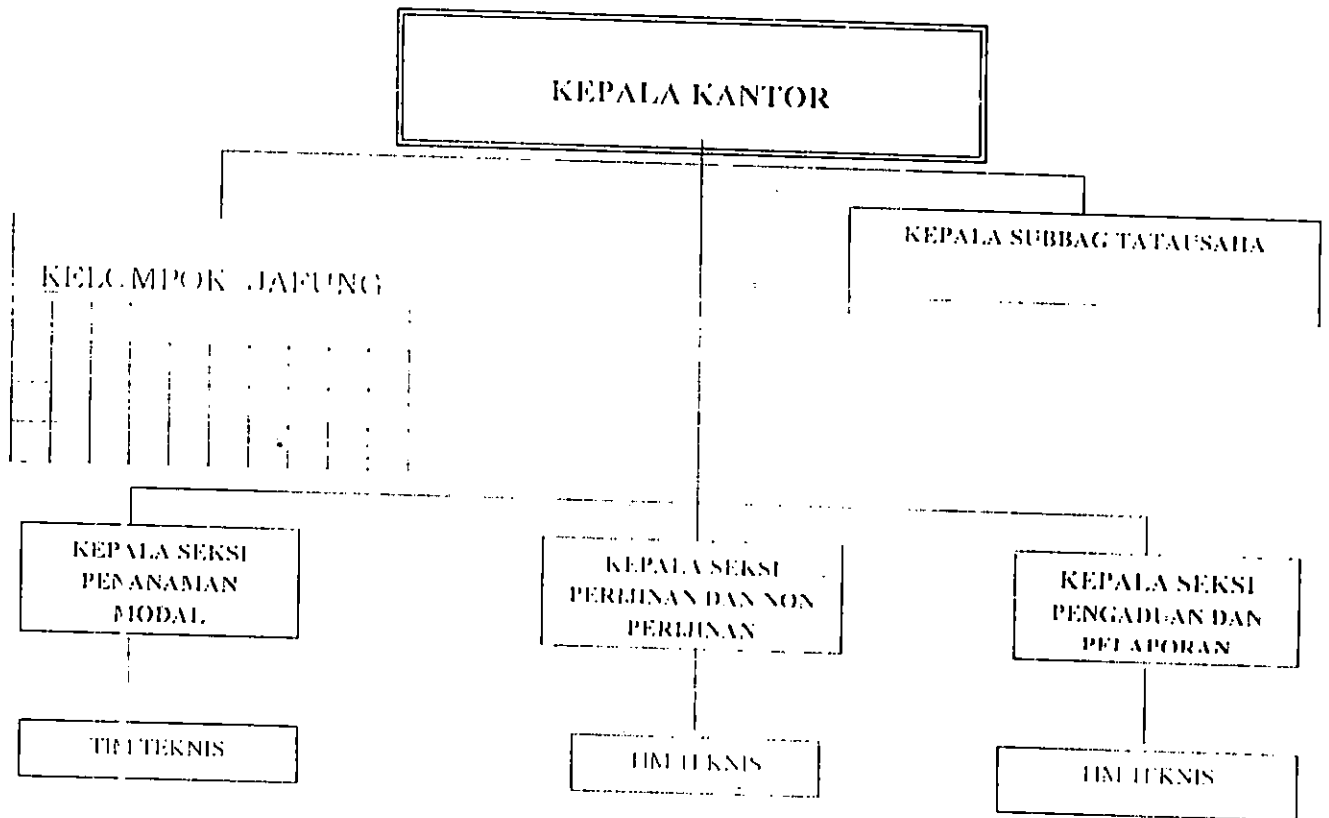 KEPALA KANTOR
KEPALA SUBBAG TATAUSAHA
KELOMPOK JAFUNG
KEPALA SEKSI
PENANAMAN
MODAL
KEPALA SEKSI
PERIJINAN DAN NON
PERIJINAN
KEPALA SEKSI
PENGADUAN DAN
PELAPORAN
TIM TEKNIS
TIM TEKNIS
TIM TEKNIS